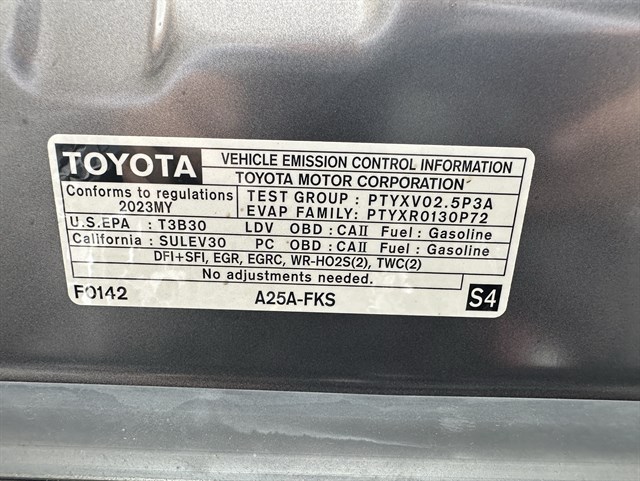 TOYOTA VEHICLE EMISSION CONTROL INFORMATION
TOYOTA MOTOR CORPORATION
Conforms to regulations
2023MY
TEST GROUP : PTYXV02.5P3A
EVAP FAMILY: PTYXR0130P72
U.S.EPA : T3B30 LDV OBD : CAII Fuel : Gasoline
California : SULEV30 PC OBD : CAII Fuel : Gasoline
DFI+SFI, EGR, EGRC, WR-HO2S(2), TWC(2)
No adjustments needed.
F0142 A25A-FKS S4